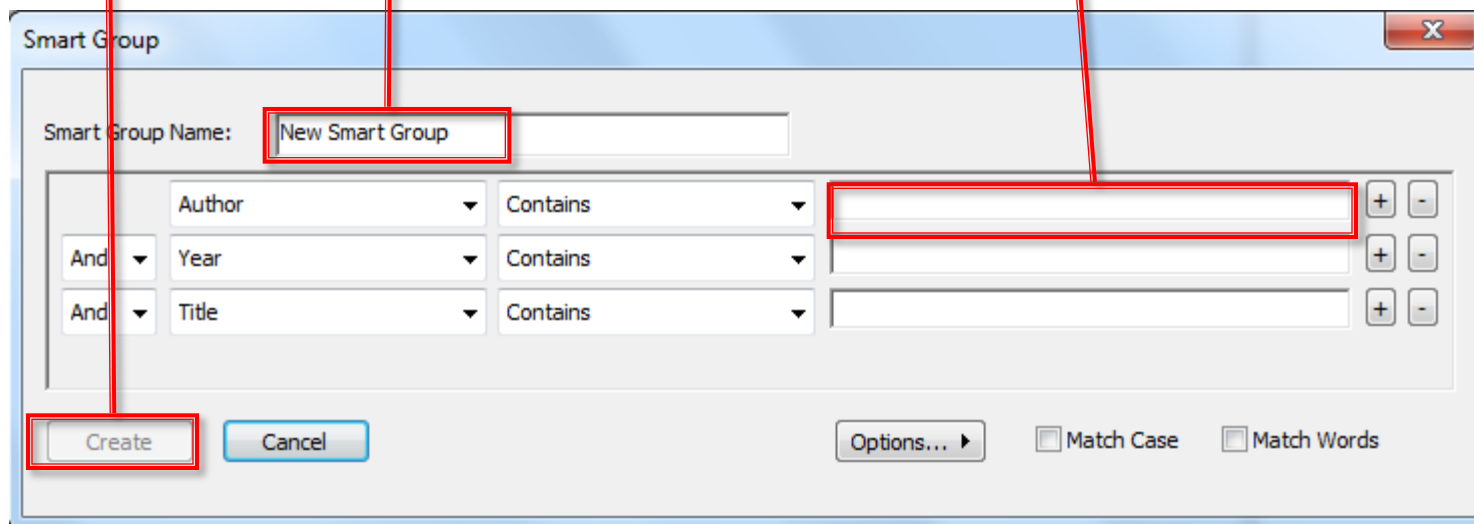 Smart Group
X
Smart Group Name: New Smart Group
Author Contains + -
And Year Contains + -
And Title Contains + -
Create Cancel Options... Match Case Match Words